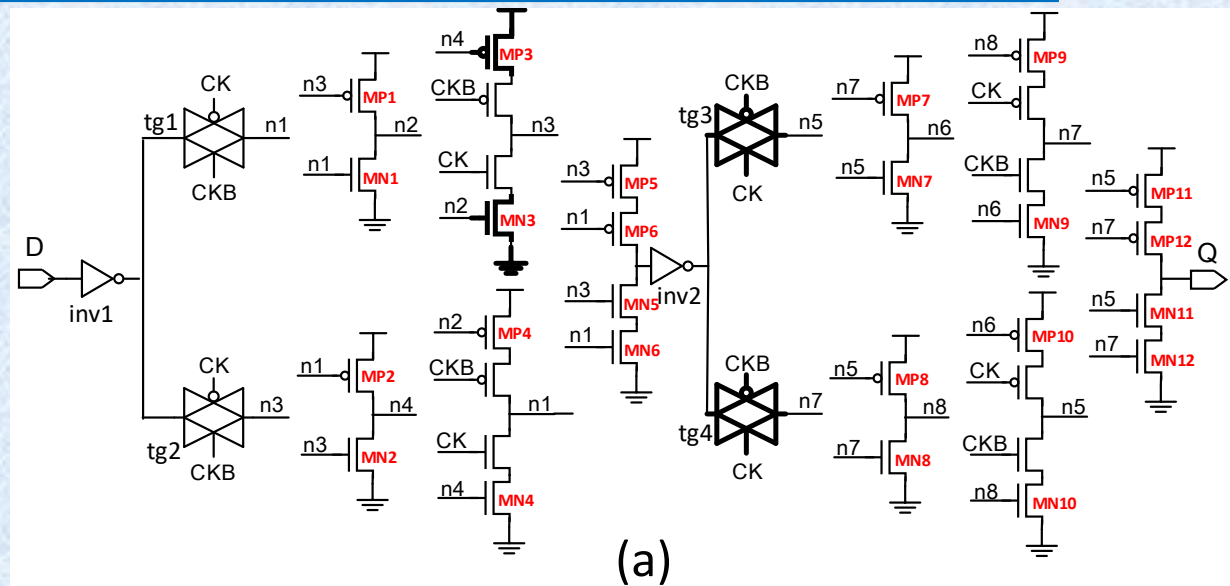 D
inv1
CK
tg1
n1
CKB
CK
tg2
n3
CKB
n3
MP1
n2
n1
MN1
n1
MP2
n4
n3
MN2
n4
MP3
CKB
n3
CK
n2
MN3
n2
MP4
CKB
n1
CK
n4
MN4
n3
MP5
n1
MP6
inv2
n3
MN5
n1
MN6
CKB
tg3
n5
CK
CKB
tg4
n7
CK
n7
MP7
n6
n5
MN7
n5
MP8
n8
n7
MN8
n8
MP9
CK
n7
CKB
n6
MN9
n6
MP10
CK
n5
CKB
n8
MN10
n5
MP11
n7
MP12
Q
n5
MN11
n7
MN12
(a)